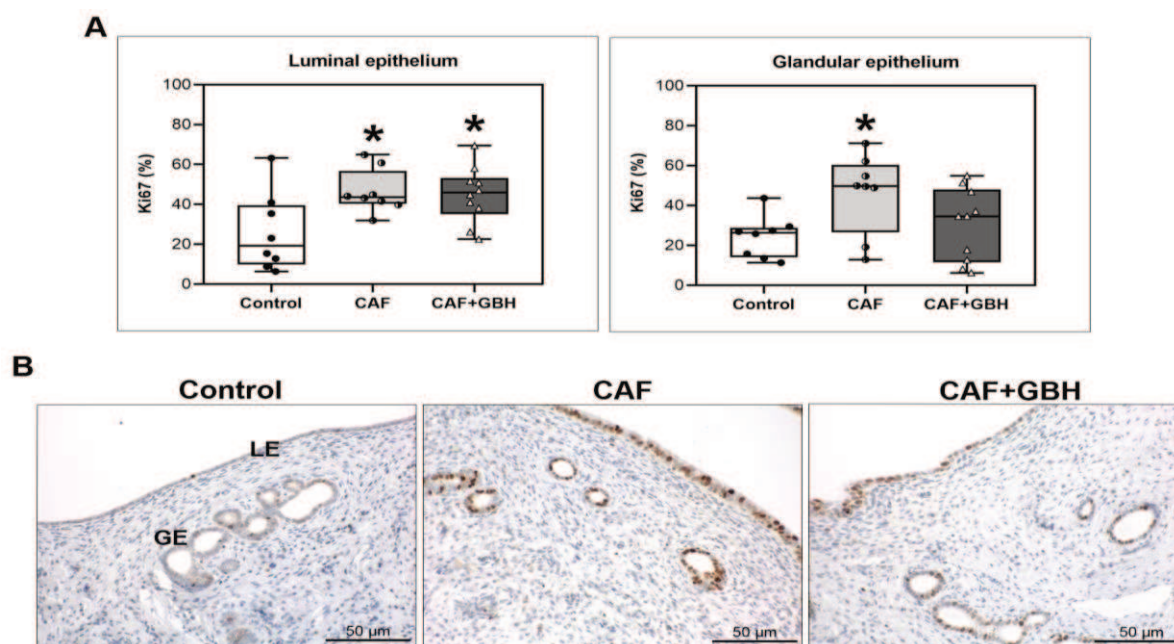 A
Luminal epithelium
Ki67 (%)
100
80
60
40
20
0
*
*
Control
CAF
CAF+GBH
Glandular epithelium
Ki67 (%)
100
80
60
40
20
0
*
Control
CAF
CAF+GBH
B
Control
CAF
CAF+GBH
LE
GE
50 µm
50 µm
50 µm